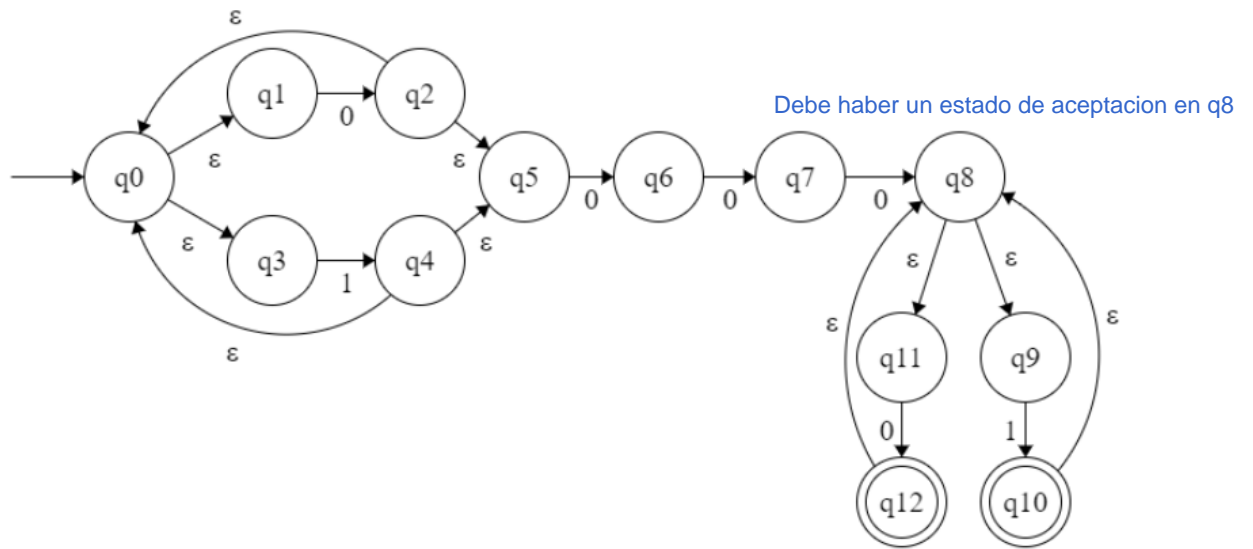 ε
q1
0
q2
Debe haber un estado de aceptacion en q8
q0
ε
ε
q5
0
q6
0
q7
0
q8
ε
q3
1
q4
ε
ε
ε
ε
ε
ε
q11
q9
0
1
q12
q10